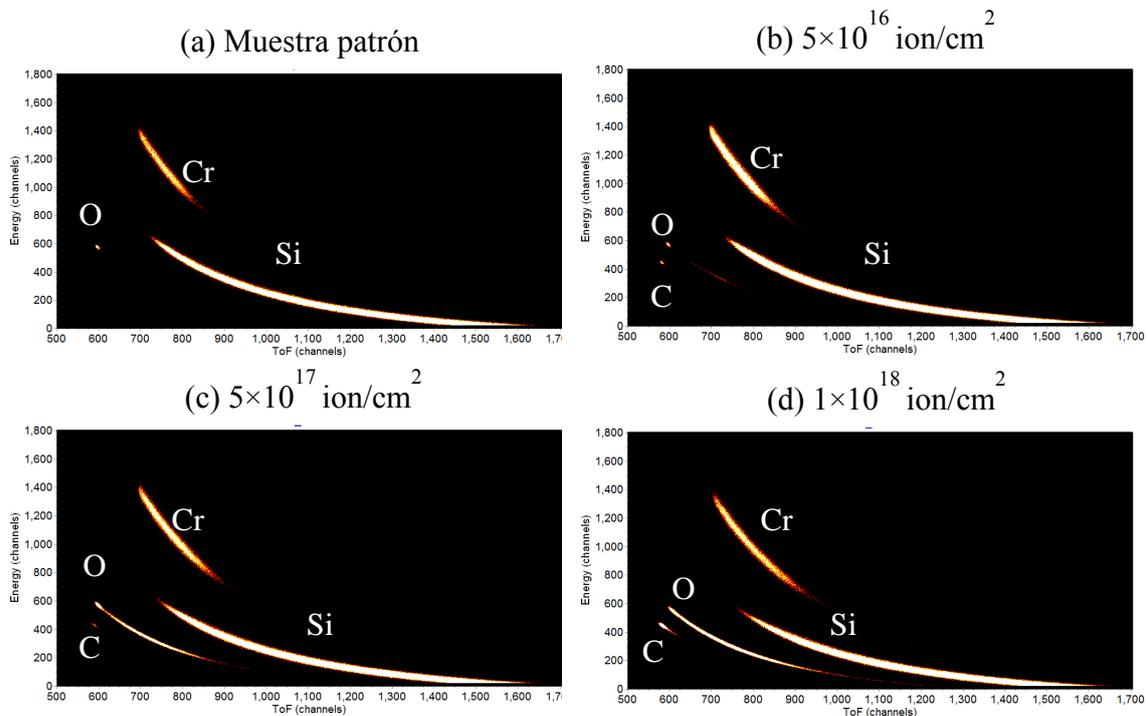 (a) Muestra patrón
1,800
1,600
1,400
1,200
1,000
800
600
400
200
0
Energy (channels)
Cr
O
Si
500 600 700 800 900 1,000 1,100 1,200 1,300 1,400 1,500 1,600 1,7
ToF (channels)
(b) 5×10^16 ion/cm^2
1,800
1,600
1,400
1,200
1,000
800
600
400
200
0
Energy (channels)
Cr
O
Si
C
500 600 700 800 900 1,000 1,100 1,200 1,300 1,400 1,500 1,600 1,700
ToF (channels)
(c) 5×10^17 ion/cm^2
1,800
1,600
1,400
1,200
1,000
800
600
400
200
0
Energy (channels)
Cr
O
Si
C
500 600 700 800 900 1,000 1,100 1,200 1,300 1,400 1,500 1,600 1,7
ToF (channels)
(d) 1×10^18 ion/cm^2
1,800
1,600
1,400
1,200
1,000
800
600
400
200
0
Energy (channels)
Cr
O
Si
C
500 600 700 800 900 1,000 1,100 1,200 1,300 1,400 1,500 1,600 1,700
ToF (channels)